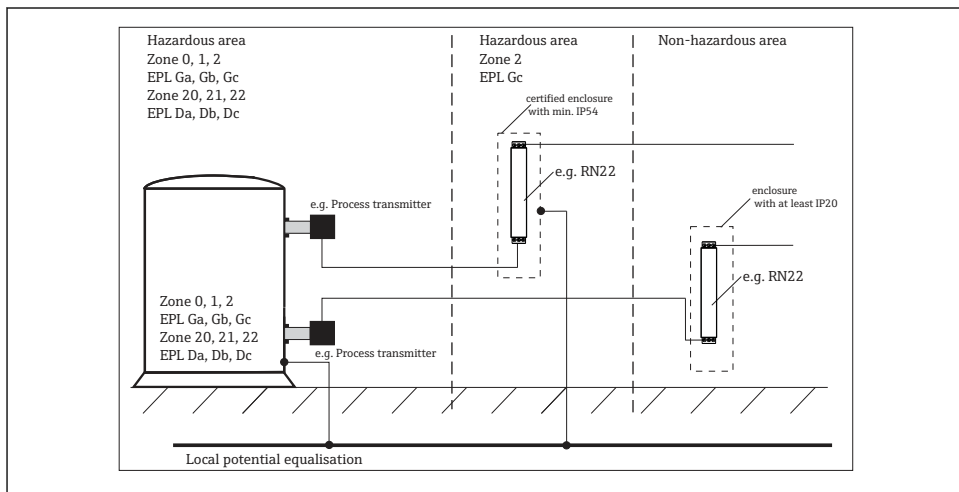 Hazardous area
Zone 0, 1, 2
EPL Ga, Gb, Gc
Zone 20, 21, 22
EPL Da, Db, Dc
Hazardous area
Zone 2
EPL Gc
Non-hazardous area
certified enclosure
with min. IP54
e.g. RN22
e.g. Process transmitter
enclosure
with at least IP20
e.g. RN22
Zone 0, 1, 2
EPL Ga, Gb, Gc
Zone 20, 21, 22
EPL Da, Db, Dc
e.g. Process transmitter
Local potential equalisation